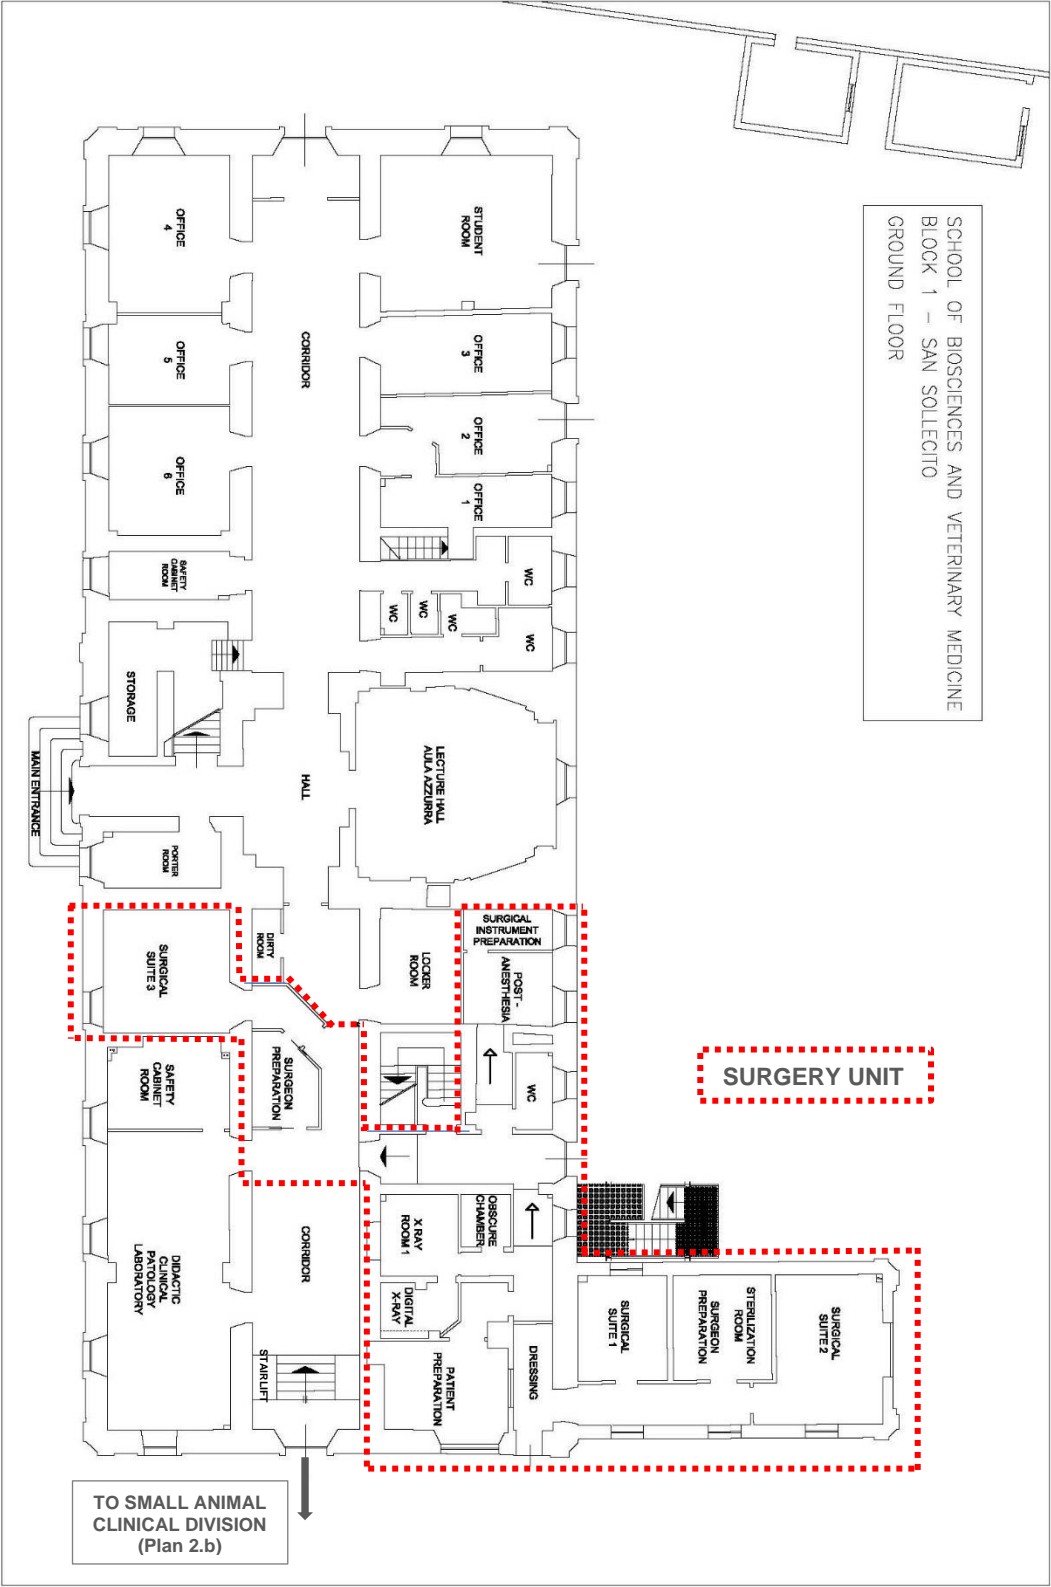 SCHOOL OF BIOSCIENCES AND VETERINARY MEDICINE
BLOCK 1 - SAN SOLLECITO
GROUND FLOOR
OFFICE
4
STUDENT
ROOM
OFFICE
5
CORRIDOR
OFFICE
3
OFFICE
6
OFFICE
2
OFFICE
1
SAFETY
CABINET
ROOM
WC
WC
WC
WC
WC
STORAGE
MAIN ENTRANCE
HALL
LECTURE HALL
AULA AZZURRA
PORTER
ROOM
SURGICAL
SUITE 3
DIRTY
ROOM
LOCKER
ROOM
SURGICAL
INSTRUMENT
PREPARATION
POST -
ANESTHESIA
SAFETY
CABINET
ROOM
SURGEON
PREPARATION
WC
SURGERY UNIT
DIDACTIC
CLINICAL
PATOLOGY
LABORATORY
CORRIDOR
X RAY
ROOM 1
OBSCURE
CHAMBER
DIGITAL
X-RAY
SURGICAL
SUITE 1
STERILIZATION
ROOM
SURGEON
PREPARATION
SURGICAL
SUITE 2
STAIRLIFT
PATIENT
PREPARATION
DRESSING
TO SMALL ANIMAL
CLINICAL DIVISION
(Plan 2.b)